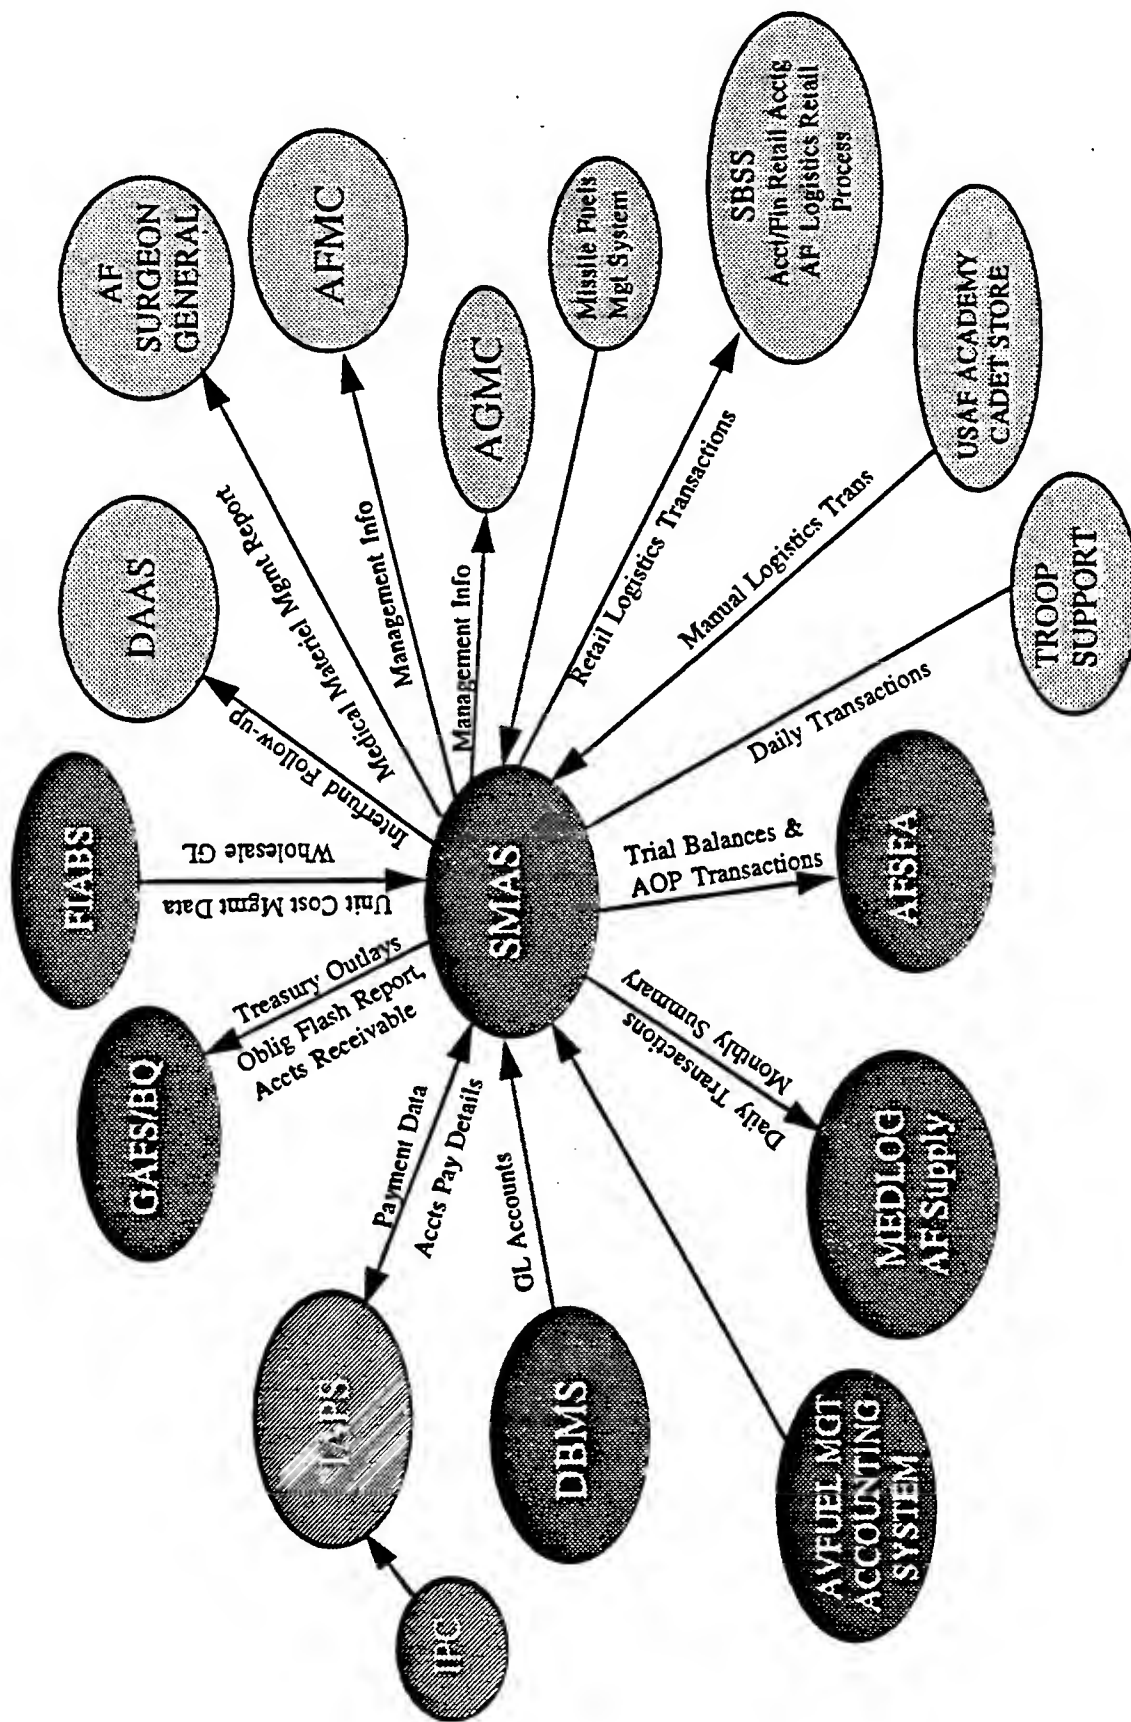 FIABS
GAFS/BQ
DAAS
AF
SURGEON
GENERAL
IAPS
AFMC
IPC
AGMC
DBMS
SMAS
Missile Fuels
Mgt System
SBSS
Acct/Fin Retail Acctg
AF Logistics Retail
Process
AVFUEL MGT
ACCOUNTING
SYSTEM
MEDLOG
AF Supply
AFSFA
USAF ACADEMY
CADET STORE
TROOP
SUPPORT
Unit Cost Mgmt Data
Wholesale GL
Treasury Outlays
Oblig Flash Report,
Accts Receivable
Interfund Follow-up
Medical Materiel Mgmt Report
Management Info
Management Info
Payment Data
Accts Pay Details
GL Accounts
Retail Logistics Transactions
Manual Logistics Trans
Daily Transactions
Trial Balances &
AOP Transactions
Monthly Summary
Daily Transactions